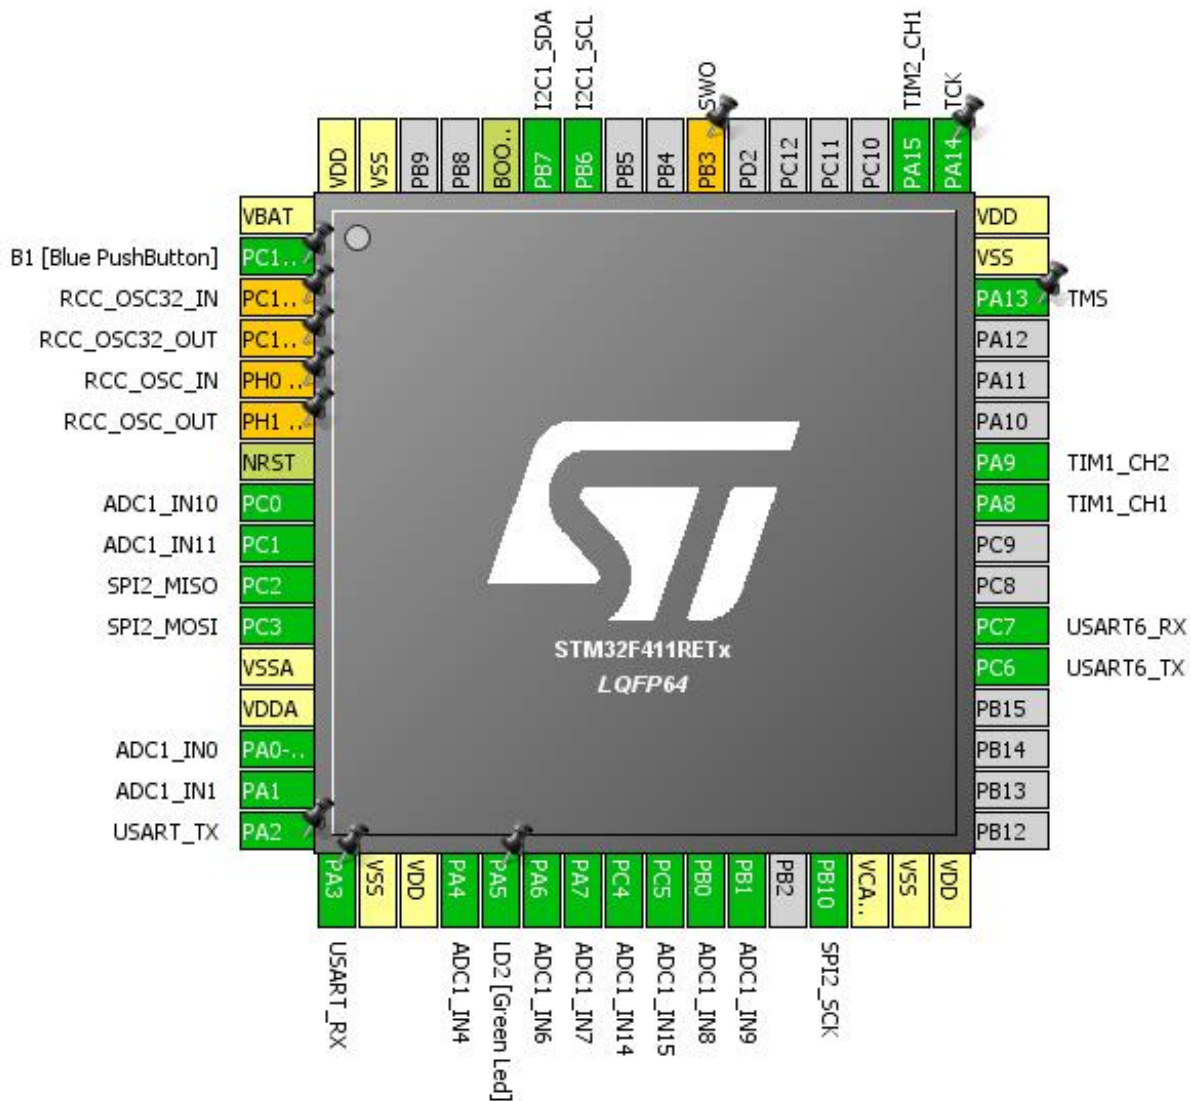 I2C1_SDA
I2C1_SCL
SWO
TIM2_CH1
TCK
VDD
VSS
PB9
PB8
BOO..
PB7
PB6
PB5
PB4
PB3
PD2
PC12
PC11
PC10
PA15
PA14
VBAT
B1 [Blue PushButton] PC1..
RCC_OSC32_IN PC1..
RCC_OSC32_OUT PC1..
RCC_OSC_IN PH0 ..
RCC_OSC_OUT PH1 ..
NRST
ADC1_IN10 PC0
ADC1_IN11 PC1
SPI2_MISO PC2
SPI2_MOSI PC3
VSSA
VDDA
ADC1_IN0 PA0-..
ADC1_IN1 PA1
USART_TX PA2
ST
STM32F411RETx
LQFP64
VDD
VSS
PA13 TMS
PA12
PA11
PA10
PA9 TIM1_CH2
PA8 TIM1_CH1
PC9
PC8
PC7 USART6_RX
PC6 USART6_TX
PB15
PB14
PB13
PB12
PA3
VSS
VDD
PA4
PA5
PA6
PA7
PC4
PC5
PB0
PB1
PB2
PB10
VCA..
VSS
VDD
USART_RX
ADC1_IN4
LD2 [Green Led]
ADC1_IN6
ADC1_IN7
ADC1_IN14
ADC1_IN15
ADC1_IN8
ADC1_IN9
SPI2_SCK